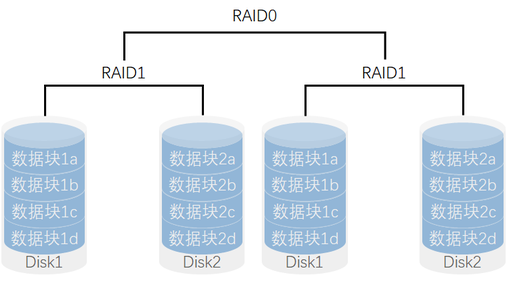 RAID0
RAID1 RAID1
数据块1a 数据块2a 数据块1a 数据块2a
数据块1b 数据块2b 数据块1b 数据块2b
数据块1c 数据块2c 数据块1c 数据块2c
数据块1d 数据块2d 数据块1d 数据块2d
Disk1 Disk2 Disk1 Disk2